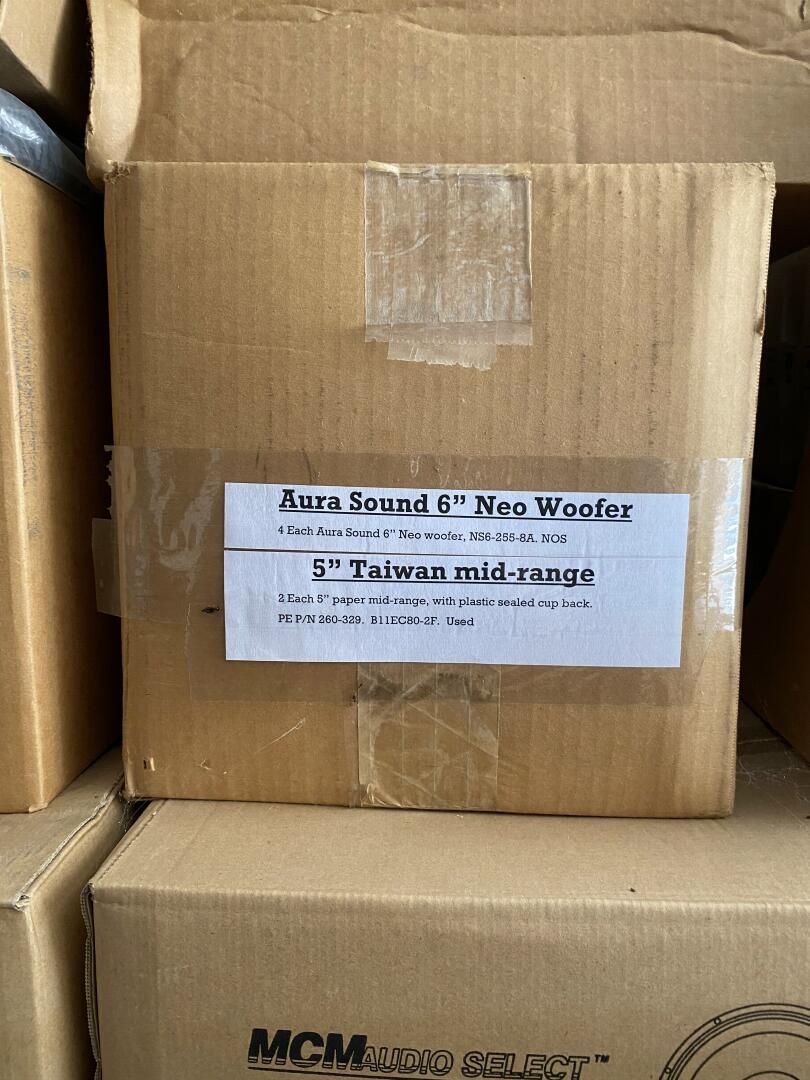 Aura Sound 6” Neo Woofer
4 Each Aura Sound 6” Neo woofer, NS6-255-8A. NOS
5” Taiwan mid-range
2 Each 5” paper mid-range, with plastic sealed cup back.
PE P/N 260-329. B11EC80-2F. Used
MCM AUDIO SELECT™